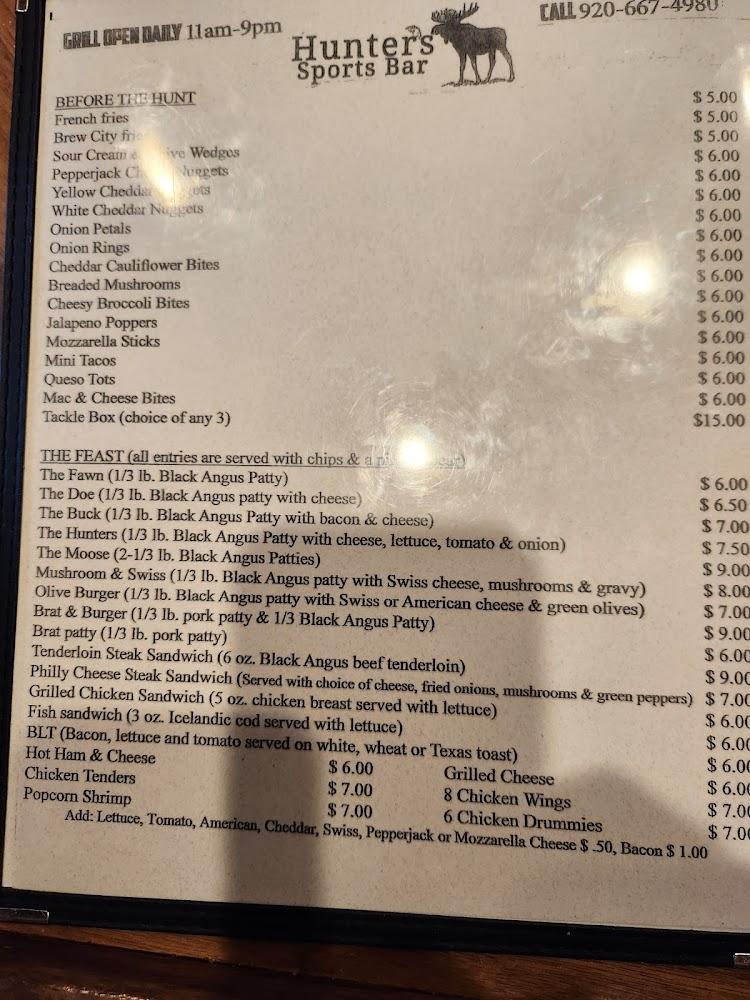 GRILL OPEN DAILY 11am-9pm
Hunters
Sports Bar
CALL 920-667-4980
BEFORE THE HUNT
French fries $ 5.00
Brew City $ 5.00
Sour Cream Wedges $ 5.00
Pepperjack Nuggets $ 6.00
Yellow Cheddar $ 6.00
White Cheddar Nuggets $ 6.00
Onion Petals $ 6.00
Onion Rings $ 6.00
Cheddar Cauliflower Bites $ 6.00
Breaded Mushrooms $ 6.00
Cheesy Broccoli Bites $ 6.00
Jalapeno Poppers $ 6.00
Mozzarella Sticks $ 6.00
Mini Tacos $ 6.00
Queso Tots $ 6.00
Mac & Cheese Bites $ 6.00
Tackle Box (choice of any 3) $15.00
THE FEAST (all entries are served with chips & a
The Fawn (1/3 lb. Black Angus Patty) $ 6.00
The Doe (1/3 lb. Black Angus patty with cheese) $ 6.50
The Buck (1/3 lb. Black Angus Patty with bacon & cheese) $ 7.00
The Hunters (1/3 lb. Black Angus Patty with cheese, lettuce, tomato & onion) $ 7.50
The Moose (2-1/3 lb. Black Angus Patties) $ 9.00
Mushroom & Swiss (1/3 lb. Black Angus patty with Swiss cheese, mushrooms & gravy) $ 8.00
Olive Burger (1/3 lb. Black Angus patty with Swiss or American cheese & green olives) $ 7.00
Brat & Burger (1/3 lb. pork patty & 1/3 Black Angus Patty) $ 9.00
Brat patty (1/3 lb. pork patty) $ 6.00
Tenderloin Steak Sandwich (6 oz. Black Angus beef tenderloin) $ 9.00
Philly Cheese Steak Sandwich (Served with choice of cheese, fried onions, mushrooms & green peppers) $ 7.00
Grilled Chicken Sandwich (5 oz. chicken breast served with lettuce) $ 6.00
Fish sandwich (3 oz. Icelandic cod served with lettuce) $ 6.00
BLT (Bacon, lettuce and tomato served on white, wheat or Texas toast) $ 6.00
Hot Ham & Cheese $ 6.00 Grilled Cheese $ 6.00
Chicken Tenders $ 7.00 8 Chicken Wings $ 7.00
Popcorn Shrimp $ 7.00 6 Chicken Drummies $ 7.00
Add: Lettuce, Tomato, American, Cheddar, Swiss, Pepperjack or Mozzarella Cheese $ .50, Bacon $ 1.00